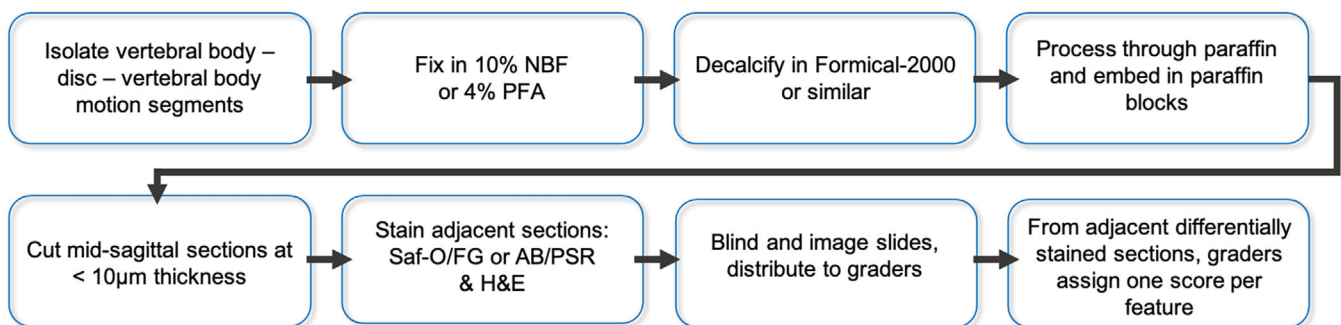 Isolate vertebral body –
disc – vertebral body
motion segments
Fix in 10% NBF
or 4% PFA
Decalcify in Formical-2000
or similar
Process through paraffin
and embed in paraffin
blocks
Cut mid-sagittal sections at
< 10µm thickness
Stain adjacent sections:
Saf-O/FG or AB/PSR
& H&E
Blind and image slides,
distribute to graders
From adjacent differentially
stained sections, graders
assign one score per
feature